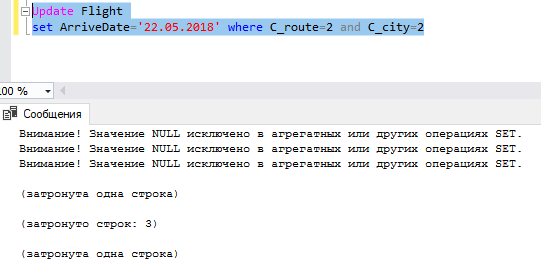 Update Flight
set ArriveDate='22.05.2018' where C_route=2 and C_city=2
100 %
Сообщения
Внимание! Значение NULL исключено в агрегатных или других операциях SET.
Внимание! Значение NULL исключено в агрегатных или других операциях SET.
Внимание! Значение NULL исключено в агрегатных или других операциях SET.
(затронута одна строка)
(затронуто строк: 3)
(затронута одна строка)